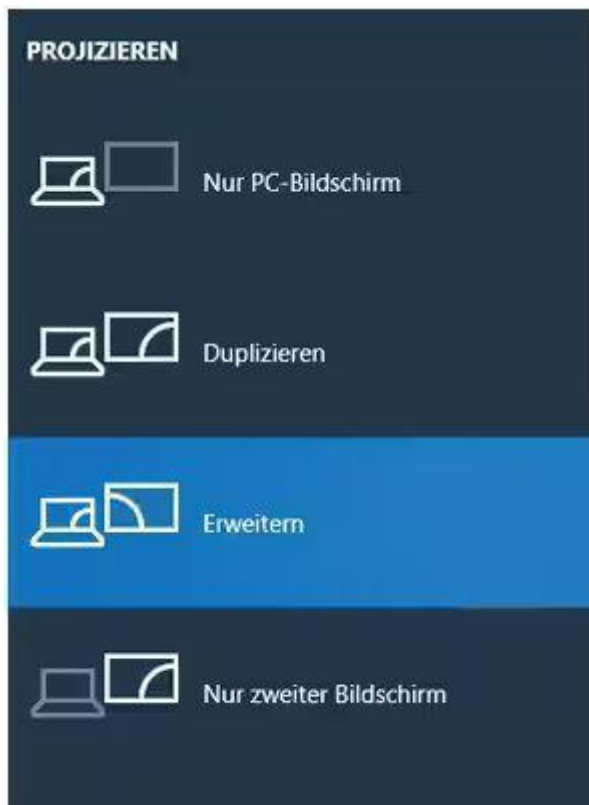 PROJIZIEREN
Nur PC-Bildschirm
Duplizieren
Erweitern
Nur zweiter Bildschirm